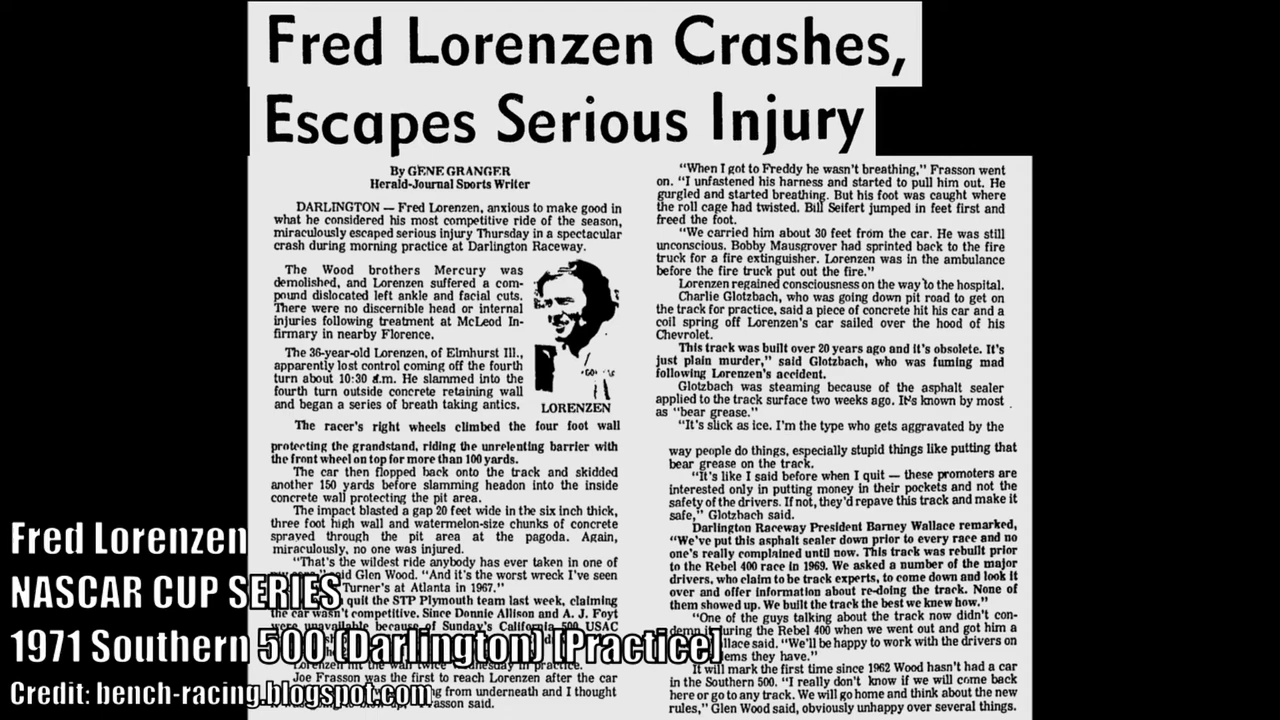 Fred Lorenzen Crashes,
Escapes Serious Injury
By GENE GRANGER
Herald-Journal Sports Writer
DARLINGTON — Fred Lorenzen, anxious to make good in
what he considered his most competitive ride of the season,
miraculously escaped serious injury Thursday in a spectacular
crash during morning practice at Darlington Raceway.
The Wood brothers Mercury was
demolished, and Lorenzen suffered a com-
pound dislocated left ankle and facial cuts.
There were no discernible head or internal
injuries following treatment at McLeod In-
firmary in nearby Florence.
The 36-year-old Lorenzen, of Elmhurst Ill.,
apparently lost control coming off the fourth
turn about 10:30 a.m. He slammed into the
fourth turn outside concrete retaining wall
and began a series of breath taking antics.
LORENZEN
The racer's right wheels climbed the four foot wall
protecting the grandstand, riding the unrelenting barrier with
the front wheel on top for more than 100 yards.
The car then flopped back onto the track and skidded
another 150 yards before slamming headon into the inside
concrete wall protecting the pit area.
The impact blasted a gap 20 feet wide in the six inch thick,
three foot high wall and watermelon-size chunks of concrete
sprayed through the pit area at the pagoda. Again,
miraculously, no one was injured.
"That's the wildest ride anybody has ever taken in one of
said Glen Wood. "And it's the worst wreck I've seen
Turner's at Atlanta in 1967."
quit the STP Plymouth team last week, claiming
the car wasn't competitive. Since Donnie Allison and A. J. Foyt
were unavailable because of Sunday's California 500, USAC
Lorenzen hit the wall twice Wednesday in practice.
Joe Frasson was the first to reach Lorenzen after the car
from underneath and I thought
Frasson said.
"When I got to Freddy he wasn't breathing," Frasson went
on. "I unfastened his harness and started to pull him out. He
gurgled and started breathing. But his foot was caught where
the roll cage had twisted. Bill Seifert jumped in feet first and
freed the foot.
"We carried him about 30 feet from the car. He was still
unconscious. Bobby Mausgrover had sprinted back to the fire
truck for a fire extinguisher. Lorenzen was in the ambulance
before the fire truck put out the fire."
Lorenzen regained consciousness on the way to the hospital.
Charlie Glotzbach, who was going down pit road to get on
the track for practice, said a piece of concrete hit his car and a
coil spring off Lorenzen's car sailed over the hood of his
Chevrolet.
This track was built over 20 years ago and it's obsolete. It's
just plain murder," said Glotzbach, who was fuming mad
following Lorenzen's accident.
Glotzbach was steaming because of the asphalt sealer
applied to the track surface two weeks ago. It's known by most
as "bear grease."
"It's slick as ice. I'm the type who gets aggravated by the
way people do things, especially stupid things like putting that
bear grease on the track.
"It's like I said before when I quit — these promoters are
interested only in putting money in their pockets and not the
safety of the drivers. If not, they'd repave this track and make it
safe," Glotzbach said.
Darlington Raceway President Barney Wallace remarked,
"We've put this asphalt sealer down prior to every race and no
one's really complained until now. This track was rebuilt prior
to the Rebel 400 race in 1969. We asked a number of the major
drivers, who claim to be track experts, to come down and look it
over and offer information about re-doing the track. None of
them showed up. We built the track the best we knew how."
"One of the guys talking about the track now didn't con-
demn it during the Rebel 400 when we went out and got him a
said. "We'll be happy to work with the drivers on
they have."
It will mark the first time since 1962 Wood hasn't had a car
in the Southern 500. "I really don't know if we will come back
here or go to any track. We will go home and think about the new
rules," Glen Wood said, obviously unhappy over several things.
Fred Lorenzen
NASCAR CUP SERIES
1971 Southern 500 (Darlington) [Practice]
Credit: bench-racing.blogspot.com